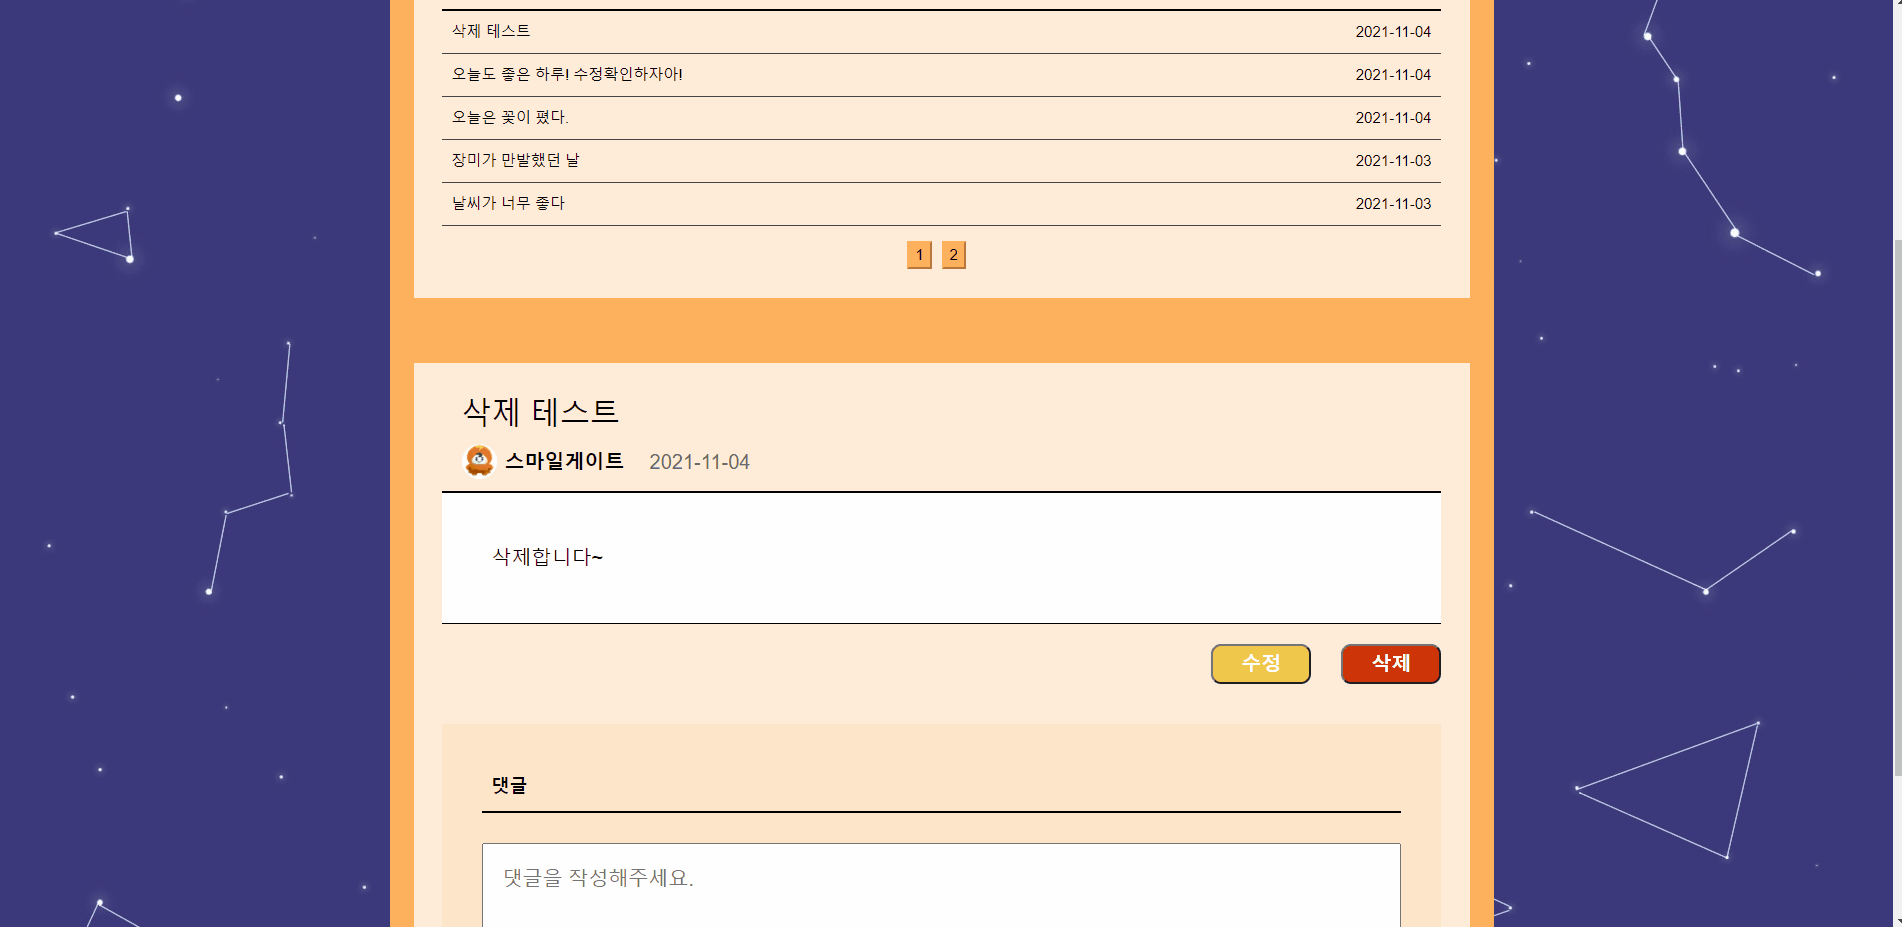 삭제 테스트 2021-11-04
오늘도 좋은 하루! 수정확인하자아! 2021-11-04
오늘은 꽃이 폈다. 2021-11-04
장미가 만발했던 날 2021-11-03
날씨가 너무 좋다 2021-11-03
1 2
삭제 테스트
스마일게이트 2021-11-04
삭제합니다~
수정 삭제
댓글
댓글을 작성해주세요.